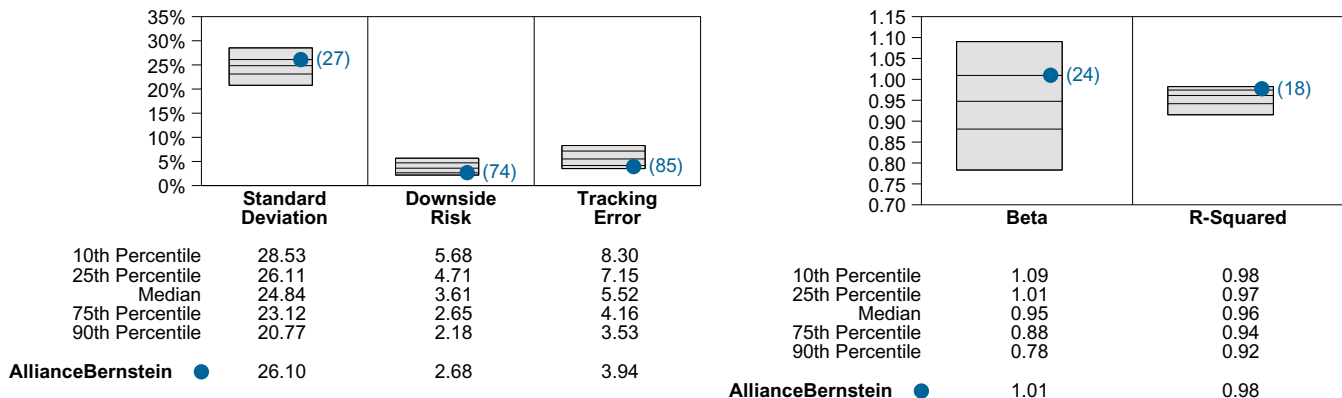 35%
30%
25%
20%
15%
10%
5%
0%
(27)
(74)
(85)
Standard Deviation
Downside Risk
Tracking Error
10th Percentile 28.53 5.68 8.30
25th Percentile 26.11 4.71 7.15
Median 24.84 3.61 5.52
75th Percentile 23.12 2.65 4.16
90th Percentile 20.77 2.18 3.53
AllianceBernstein 26.10 2.68 3.94
1.15
1.10
1.05
1.00
0.95
0.90
0.85
0.80
0.75
0.70
(24)
(18)
Beta R-Squared
10th Percentile 1.09 0.98
25th Percentile 1.01 0.97
Median 0.95 0.96
75th Percentile 0.88 0.94
90th Percentile 0.78 0.92
AllianceBernstein 1.01 0.98